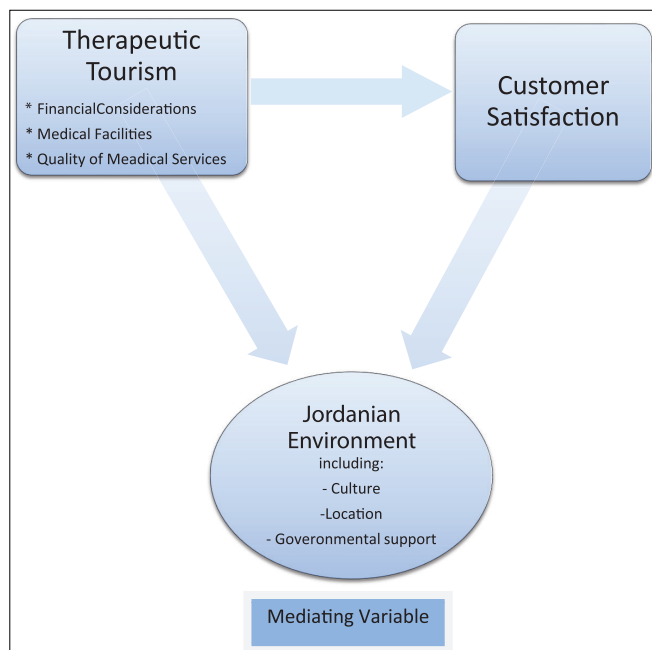 Therapeutic
Tourism
* FinancialConsiderations
* Medical Facilities
* Quality of Meadical Services
Customer
Satisfaction
Jordanian
Environment
including:
- Culture
-Location
- Goveronmental support
Mediating Variable